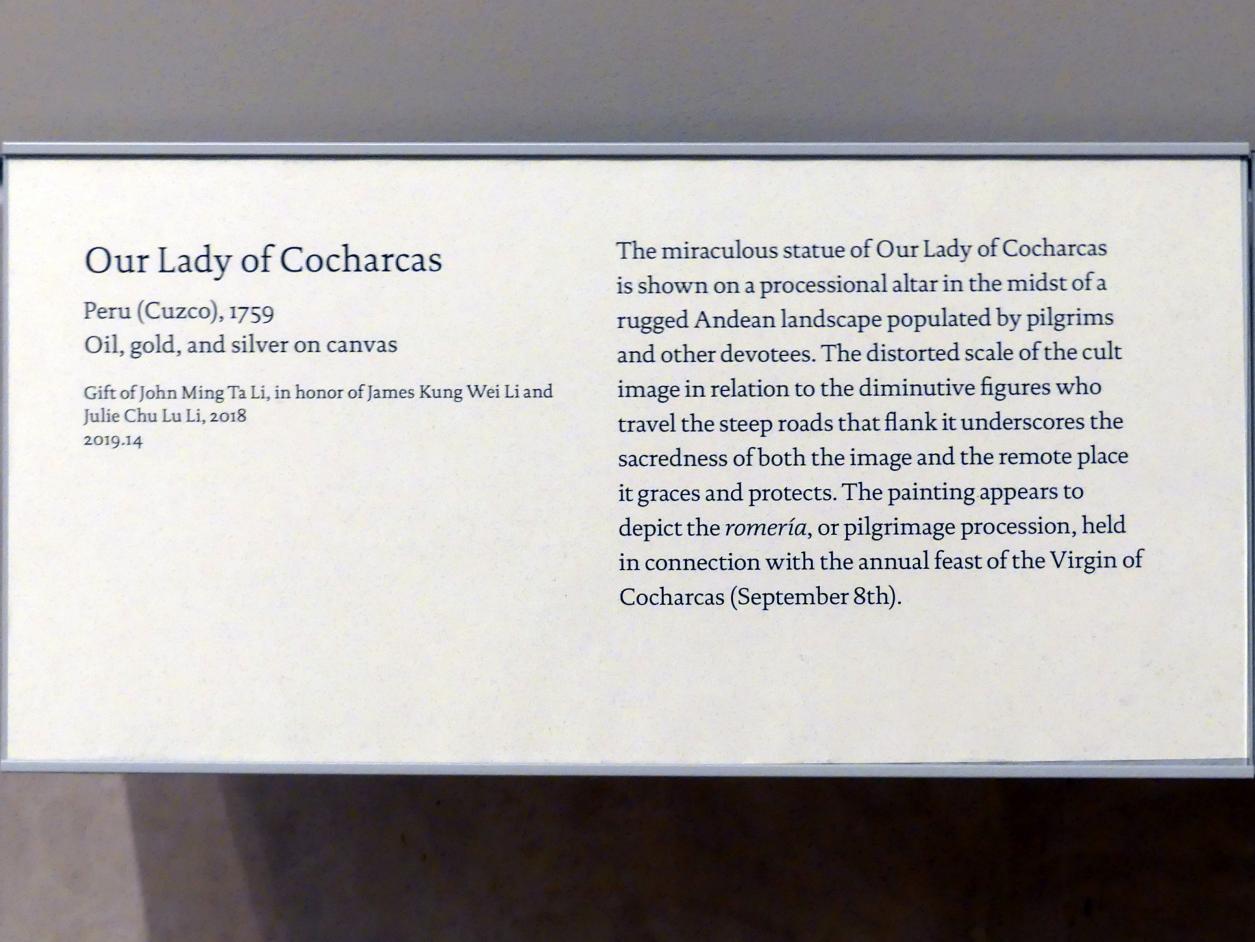 Our Lady of Cocharcas
Peru (Cuzco), 1759
Oil, gold, and silver on canvas
Gift of John Ming Ta Li, in honor of James Kung Wei Li and
Julie Chu Lu Li, 2018
2019.14
The miraculous statue of Our Lady of Cocharcas
is shown on a processional altar in the midst of a
rugged Andean landscape populated by pilgrims
and other devotees. The distorted scale of the cult
image in relation to the diminutive figures who
travel the steep roads that flank it underscores the
sacredness of both the image and the remote place
it graces and protects. The painting appears to
depict the romería, or pilgrimage procession, held
in connection with the annual feast of the Virgin of
Cocharcas (September 8th).